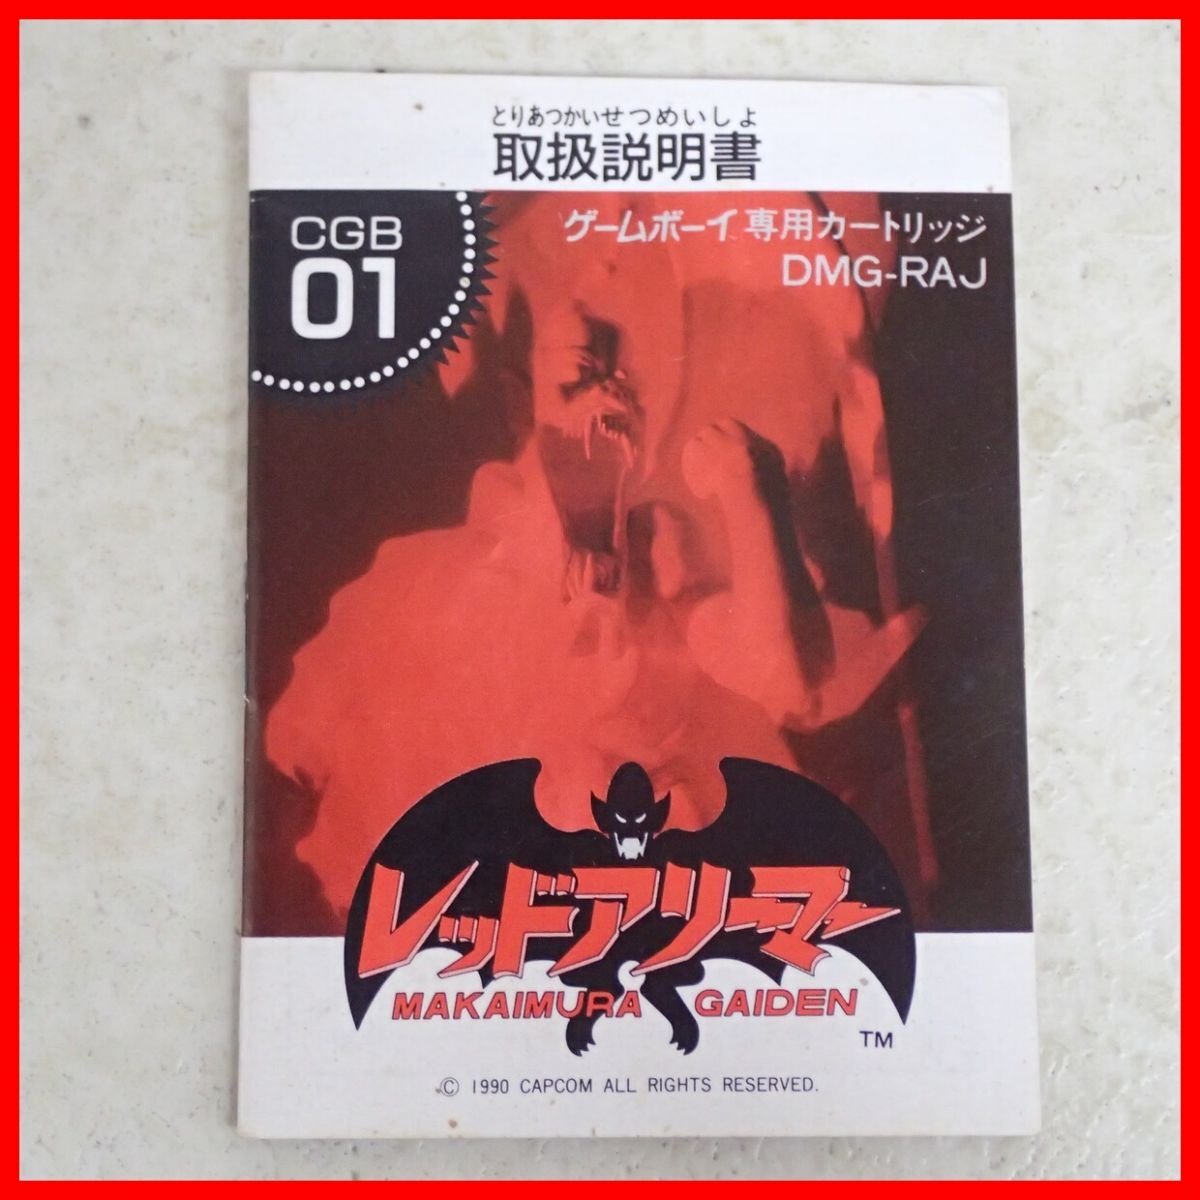 とりあつかいせつめいしょ
取扱説明書
CGB
01
ゲームボーイ専用カートリッジ
DMG-RAJ
レッドアリーマー
MAKAIMURA GAIDEN
TM
© 1990 CAPCOM ALL RIGHTS RESERVED.